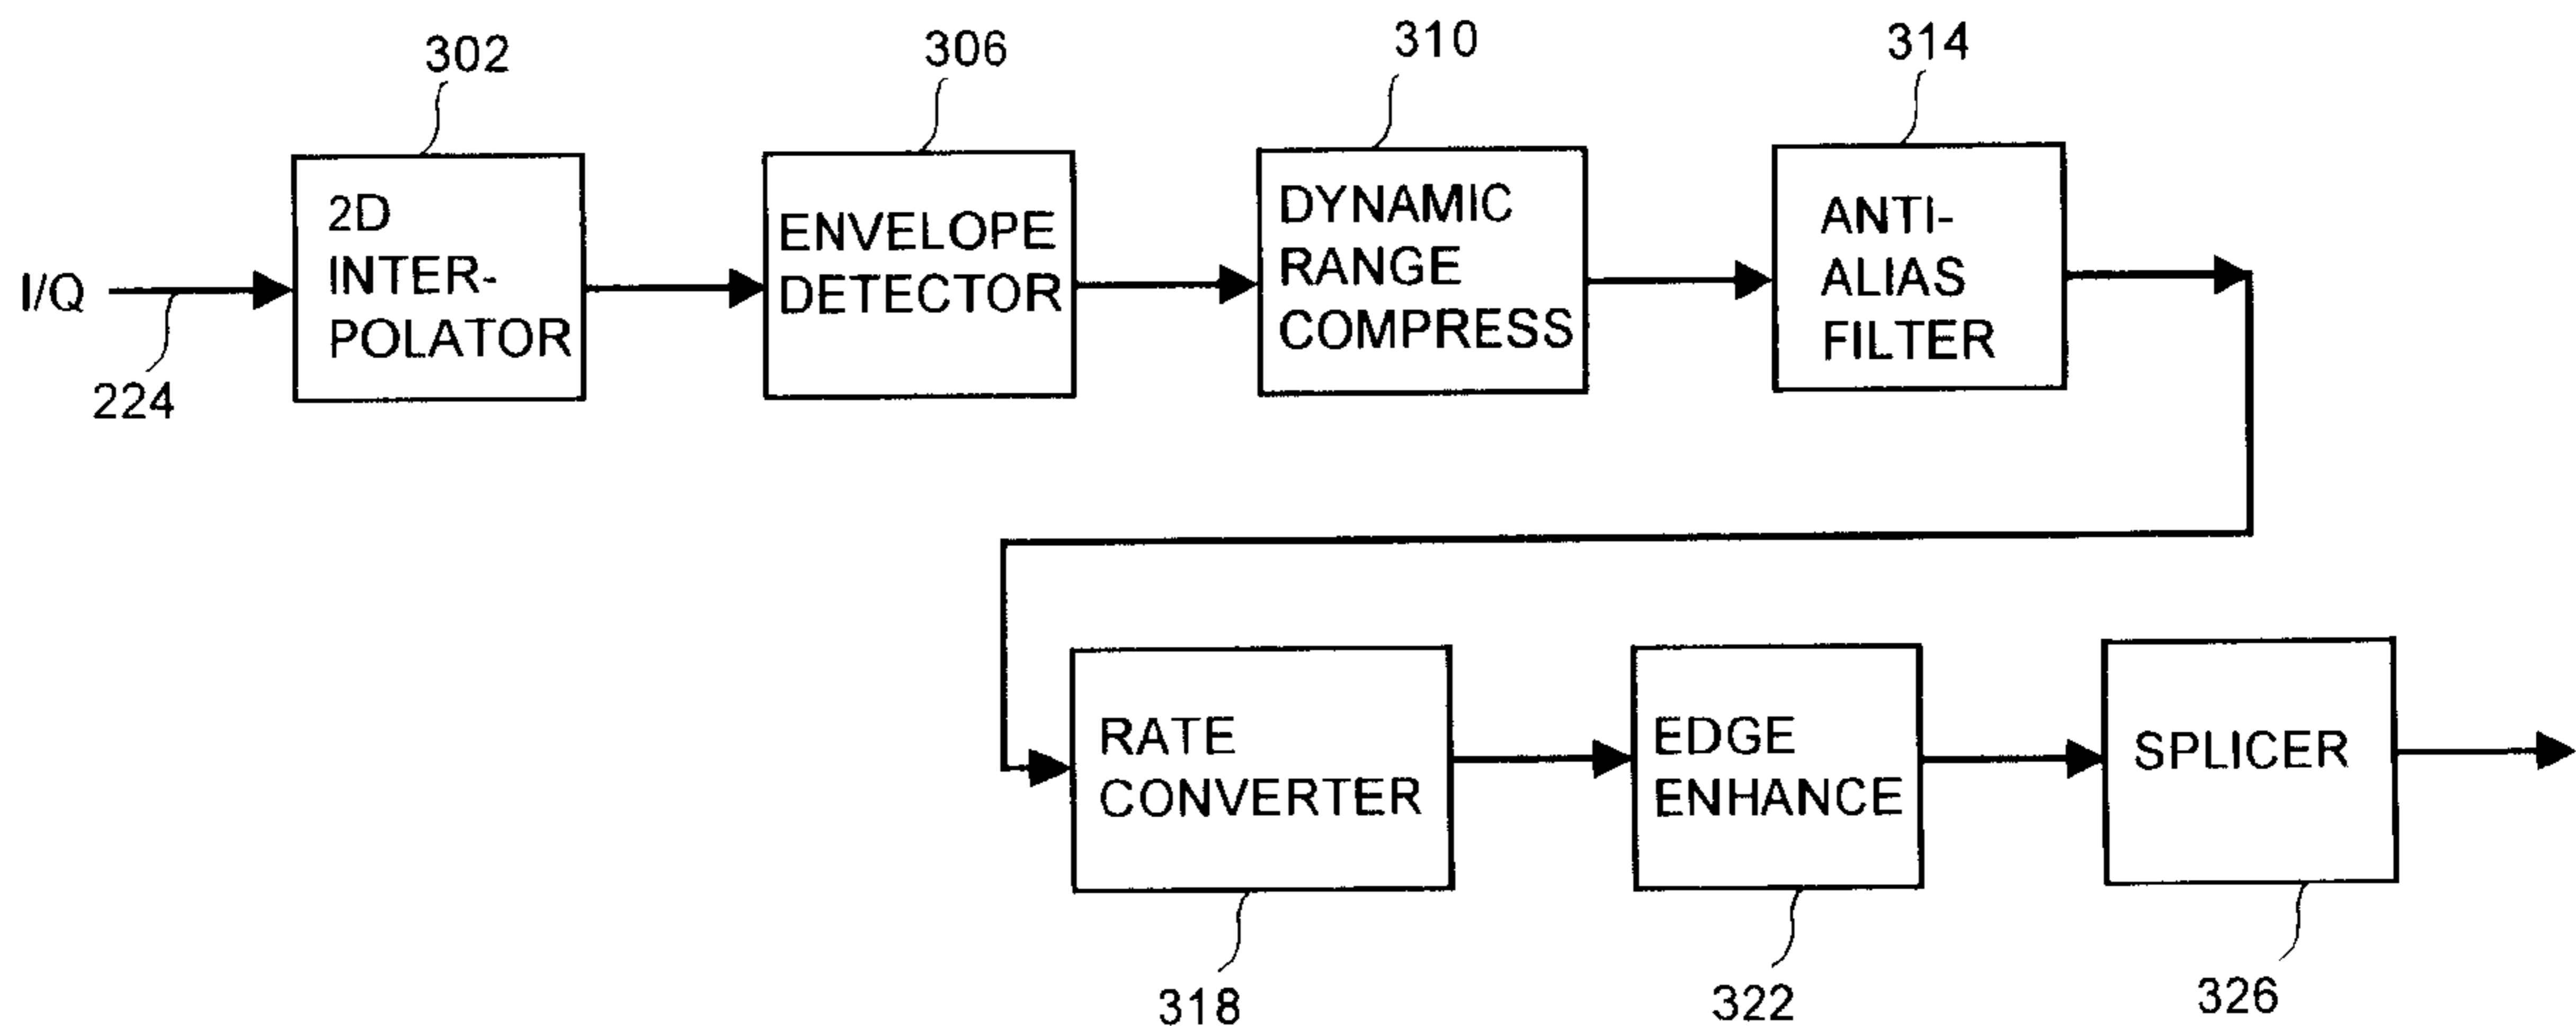 302
306
310
314
2D
INTER-
POLATOR
ENVELOPE
DETECTOR
DYNAMIC
RANGE
COMPRESS
ANTI-
ALIAS
FILTER
I/Q
224
RATE
CONVERTER
EDGE
ENHANCE
SPLICER
318
322
326